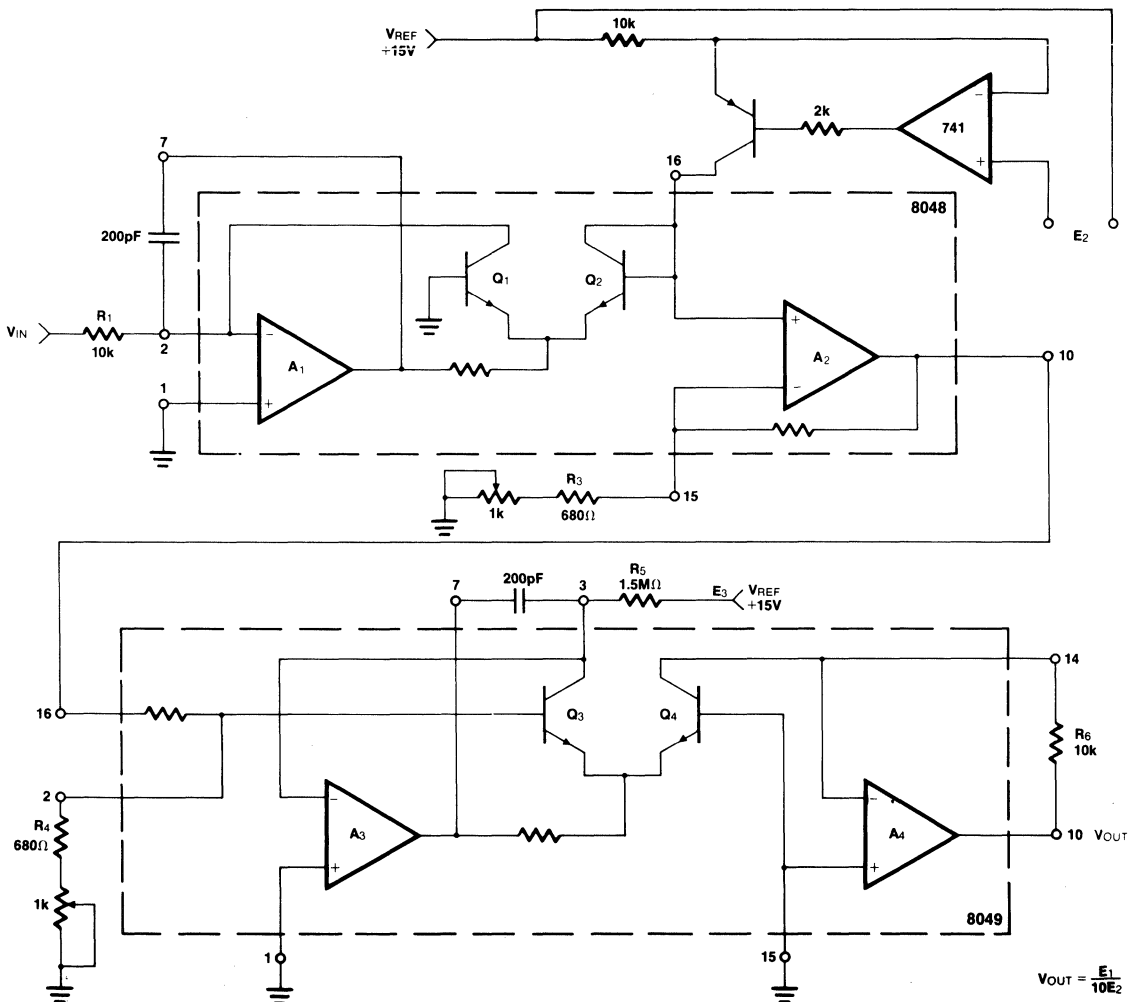 VREF
+15V
10k
2k
741
7
16
8048
200pF
E2
Q1
Q2
VIN
R1
10k
2
A1
A2
10
1
R3
1k
680Ω
15
7
200pF
3
R5
1.5MΩ
E3
VREF
+15V
14
16
Q3
Q4
R6
10k
2
R4
680Ω
A3
A4
10
VOUT
1k
8049
1
15
VOUT = E1
10E2